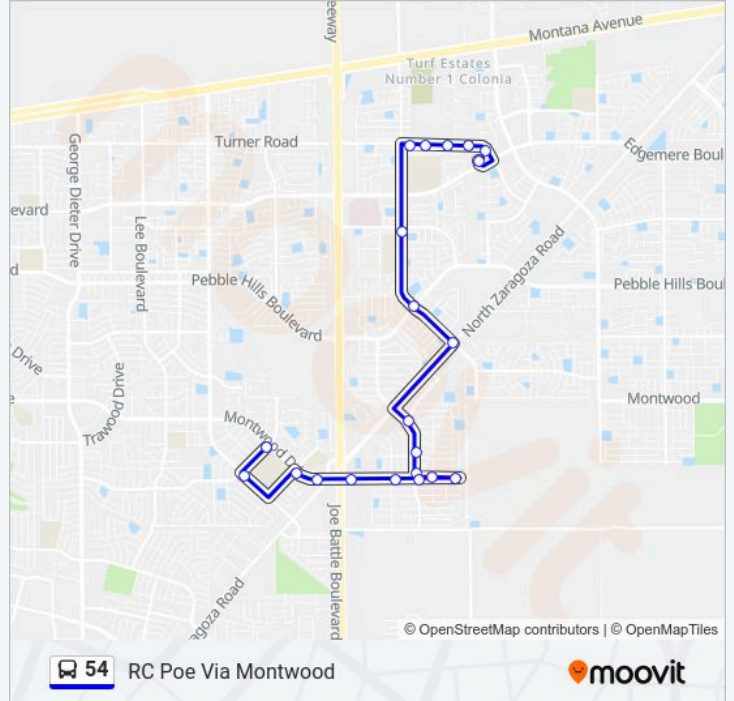 eeway
Montana Avenue
Turf Estates
Number 1 Colonia
George Dieter Drive
Turner Road
Edgemere Boul
evard
Lee Boulevard
North Zaragoza Road
d
Pebble Hills Boulevard
Pebble Hills Boul
Drive
e
Trawood Drive
Montwood
Montwood D
Joe Battle Boulevard
agoza Road
© OpenStreetMap contributors | © OpenMapTiles
54 RC Poe Via Montwood
moovit